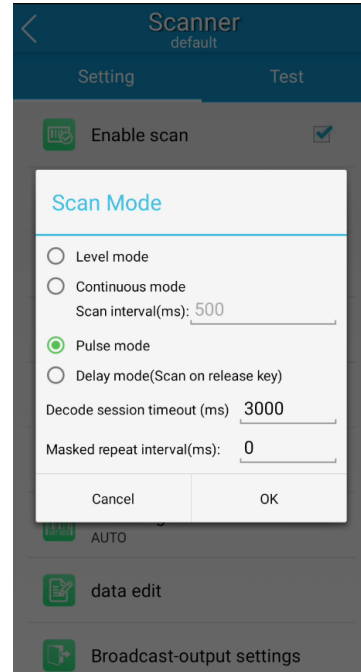 Scanner
default
Setting Test
Enable scan
Scan Mode
Level mode
Continuous mode
Scan interval(ms): 500
Pulse mode
Delay mode(Scan on release key)
Decode session timeout (ms) 3000
Masked repeat interval(ms): 0
Cancel OK
AUTO
data edit
Broadcast-output settings